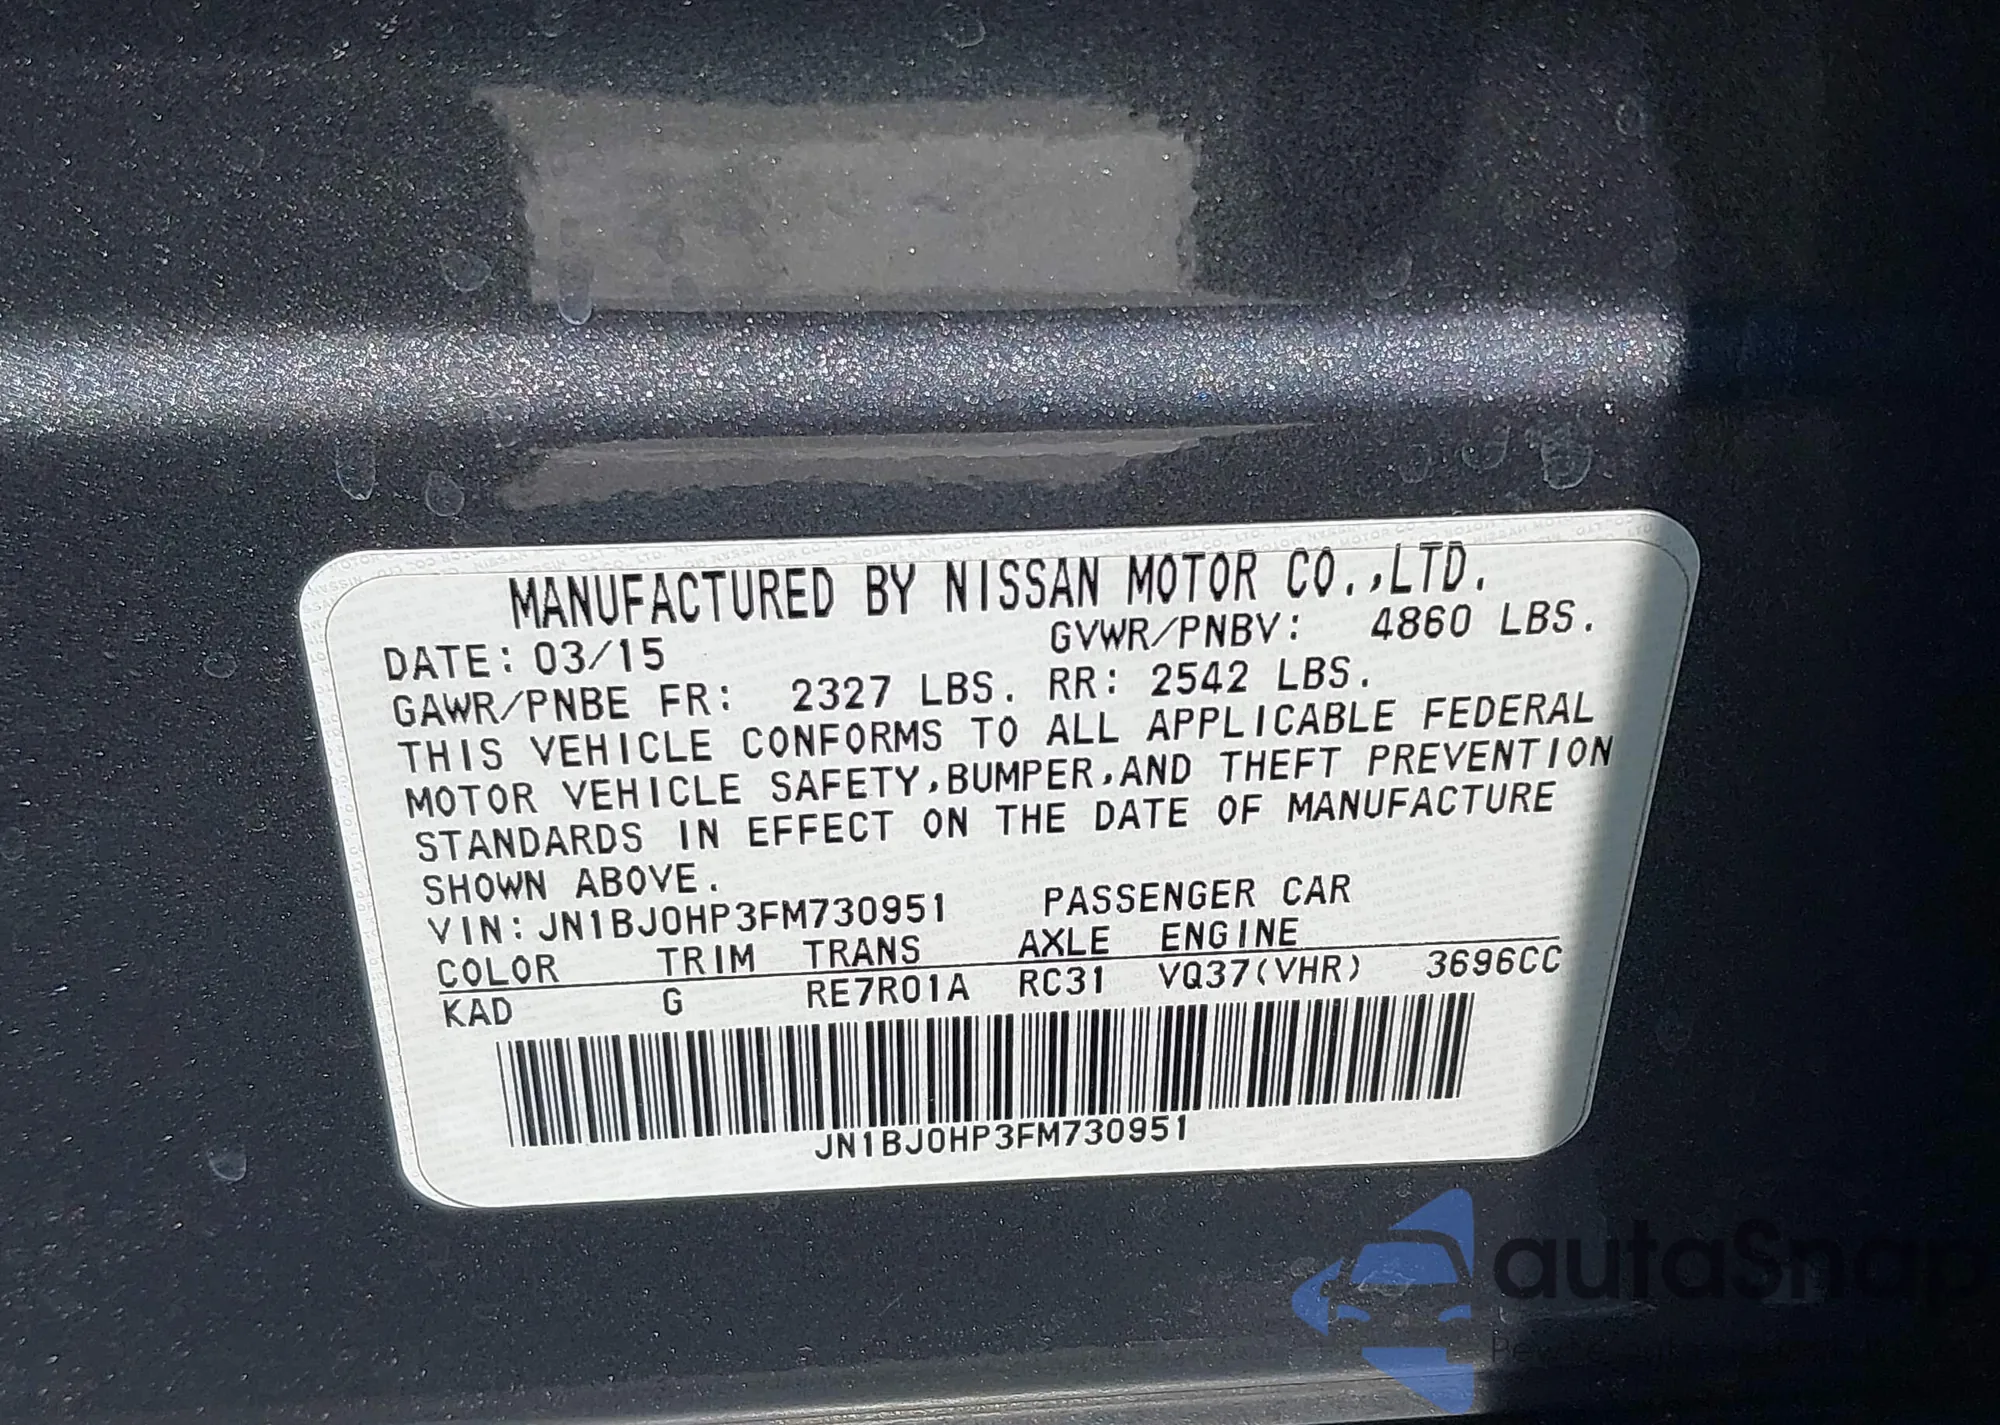 MANUFACTURED BY NISSAN MOTOR CO.,LTD.
DATE: 03/15 GVWR/PNBV: 4860 LBS.
GAWR/PNBE FR: 2327 LBS. RR: 2542 LBS.
THIS VEHICLE CONFORMS TO ALL APPLICABLE FEDERAL
MOTOR VEHICLE SAFETY,BUMPER,AND THEFT PREVENTION
STANDARDS IN EFFECT ON THE DATE OF MANUFACTURE
SHOWN ABOVE.
VIN: JN1BJ0HP3FM730951 PASSENGER CAR
COLOR TRIM TRANS AXLE ENGINE
KAD G RE7R01A RC31 VQ37(VHR) 3696CC
JN1BJ0HP3FM730951
autaSnap